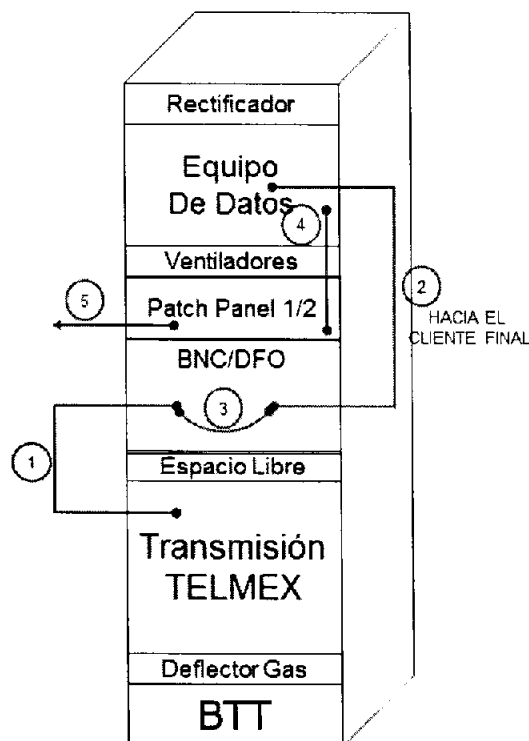 Rectificador
Equipo
De Datos
4
Ventiladores
2
5
Patch Panel 1/2
HACIA EL
CLIENTE FINAL
BNC/DFO
3
1
Espacio Libre
Transmisión
TELMEX
Deflector Gas
BTT